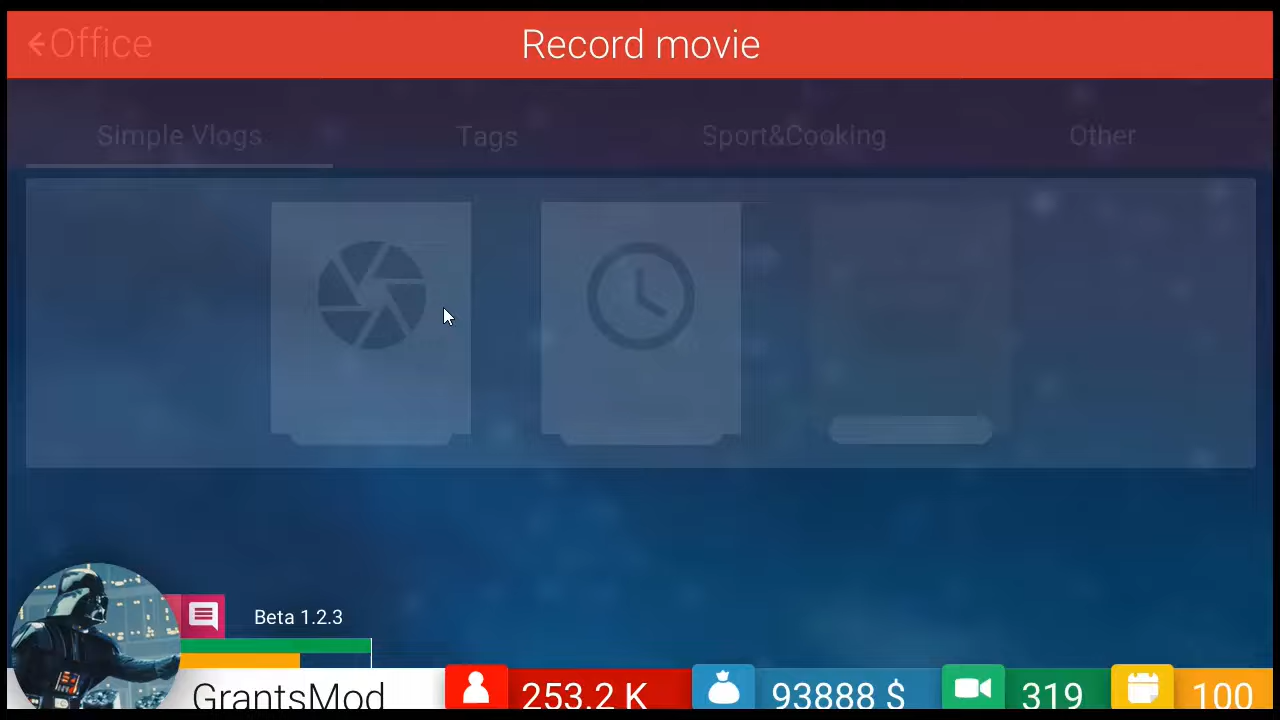 Office
Record movie
Simple Vlogs
Tags
Sport&Cooking
Other
Beta 1.2.3
GrantsMod
253.2 K
93888 $
319
100